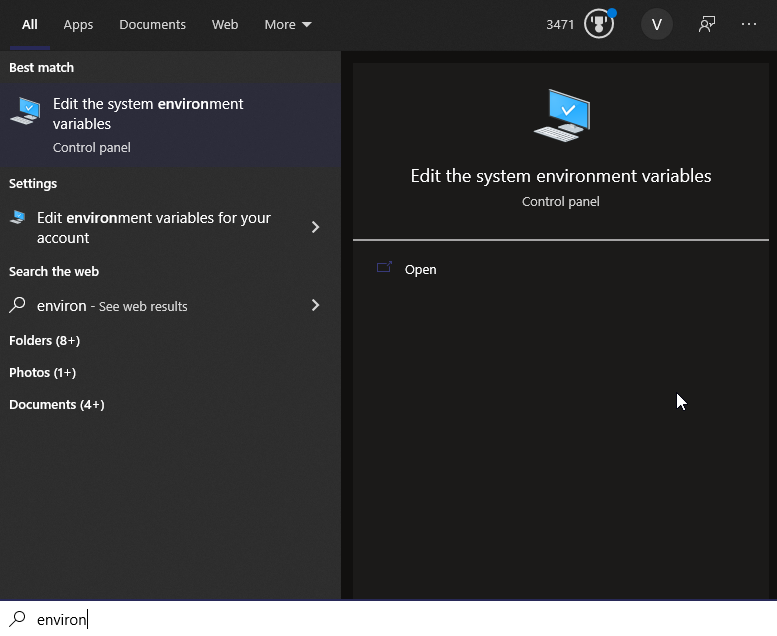 All Apps Documents Web More 3471 V ...
Best match
Edit the system environment
variables
Control panel
Settings
Edit environment variables for your
account
Search the web
environ - See web results
Folders (8+)
Photos (1+)
Documents (4+)
Edit the system environment variables
Control panel
Open
environ